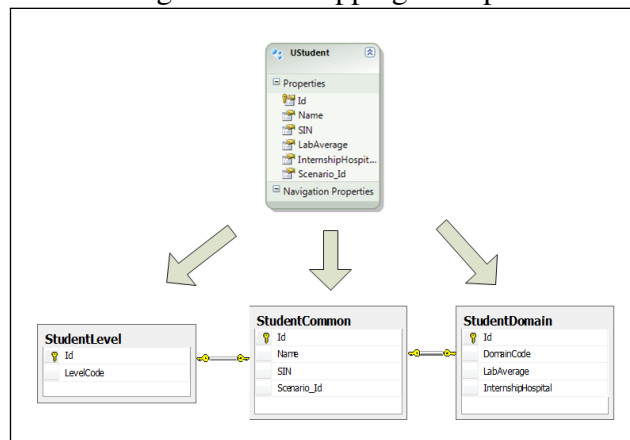 UStudent
Properties
Id
Name
SIN
LabAverage
InternshipHospit...
Scenario_Id
Navigation Properties
StudentLevel
Id
LevelCode
StudentCommon
Id
Name
SIN
Scenario_Id
StudentDomain
Id
DomainCode
LabAverage
InternshipHospital